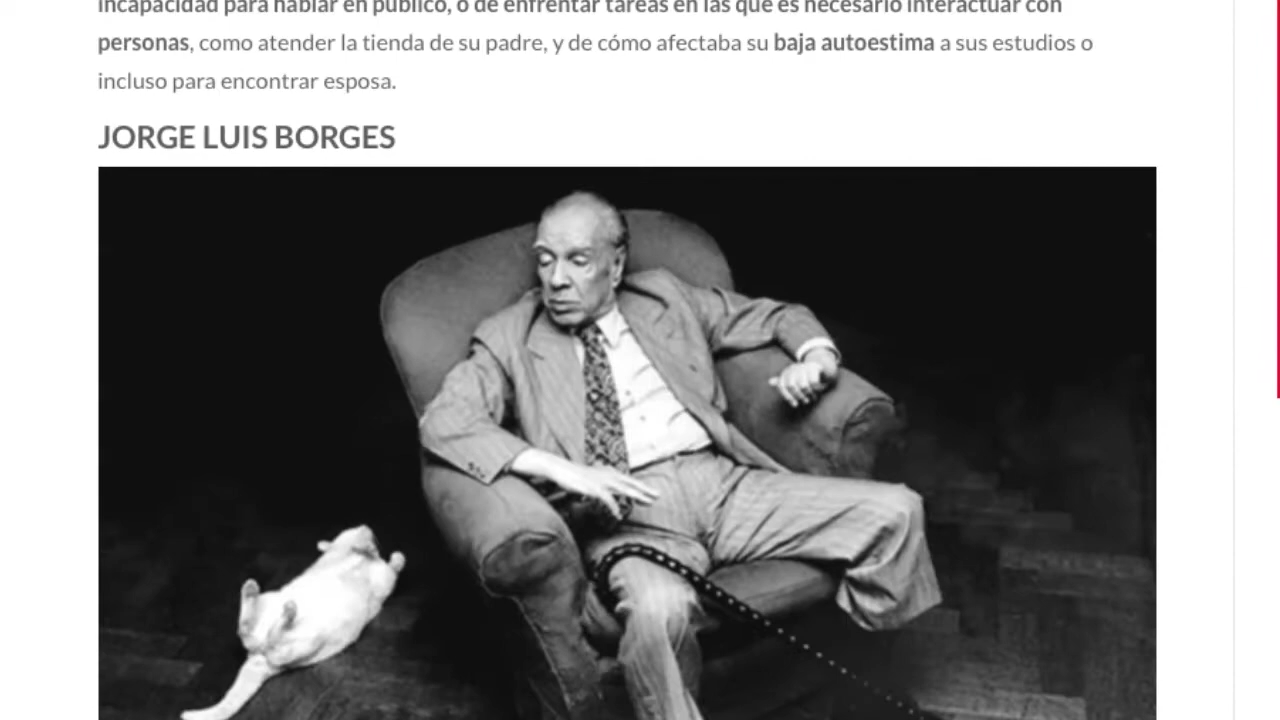 incapacidad para hablar en público, o de enfrentar tareas en las que es necesario interactuar con
personas, como atender la tienda de su padre, y de cómo afectaba su baja autoestima a sus estudios o
incluso para encontrar esposa.
JORGE LUIS BORGES